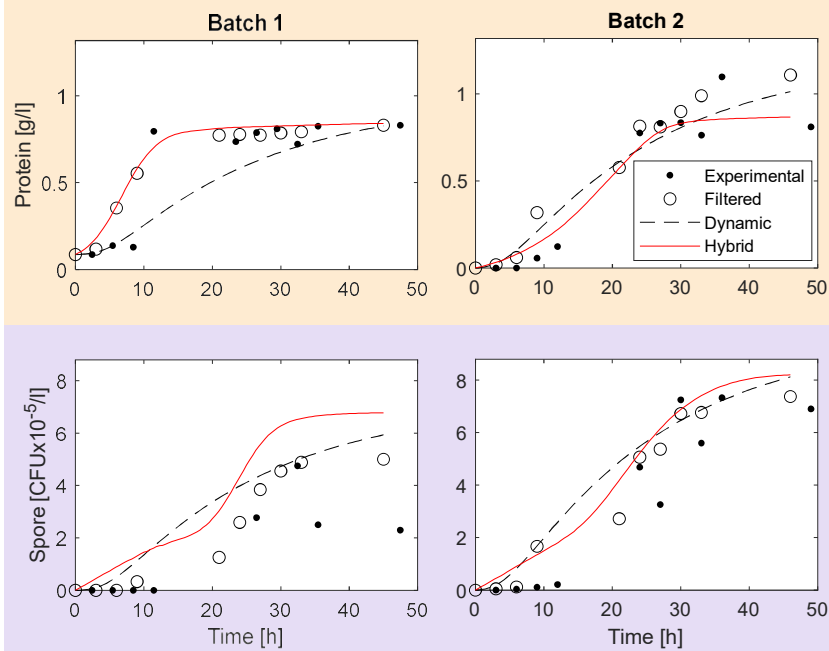 Batch 1
Batch 2
Protein [g/l]
1
0.5
0
0 10 20 30 40 50
1
0.5
0
0 10 20 30 40 50
Experimental
Filtered
Dynamic
Hybrid
Spore [CFUx10⁻⁵/l]
8
6
4
2
0
0 10 20 30 40 50
Time [h]
8
6
4
2
0
0 10 20 30 40 50
Time [h]